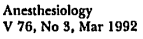 Anesthesiology
V 76, No 3, Mar 1992